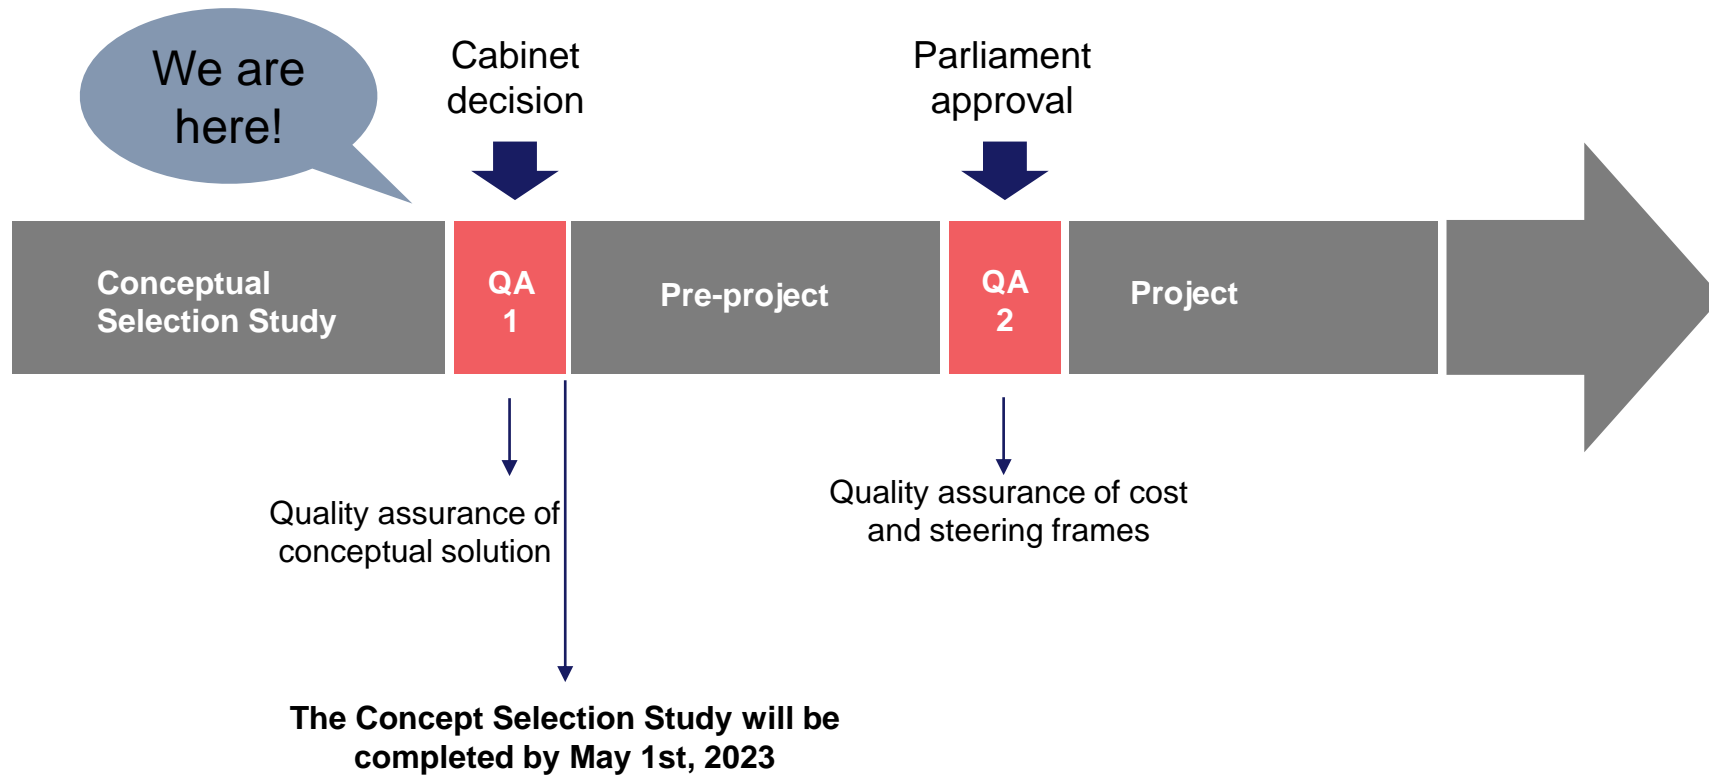 We are
here!
Cabinet
decision
Parliament
approval
Conceptual
Selection Study
QA
1
Pre-project
QA
2
Project
Quality assurance of
conceptual solution
Quality assurance of cost
and steering frames
The Concept Selection Study will be
completed by May 1st, 2023